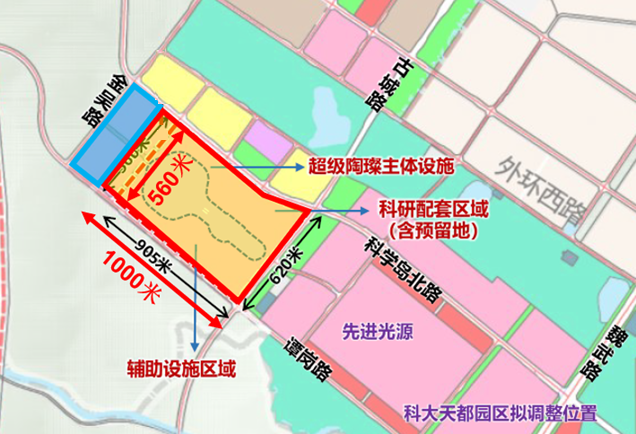 金吴路
古城路
560米
超级陶璨主体设施
外环西路
科研配套区域
(含预留地)
905米
1000米
620米
科学岛北路
先进光源
魏武路
辅助设施区域
谭岗路
科大天都园区拟调整位置